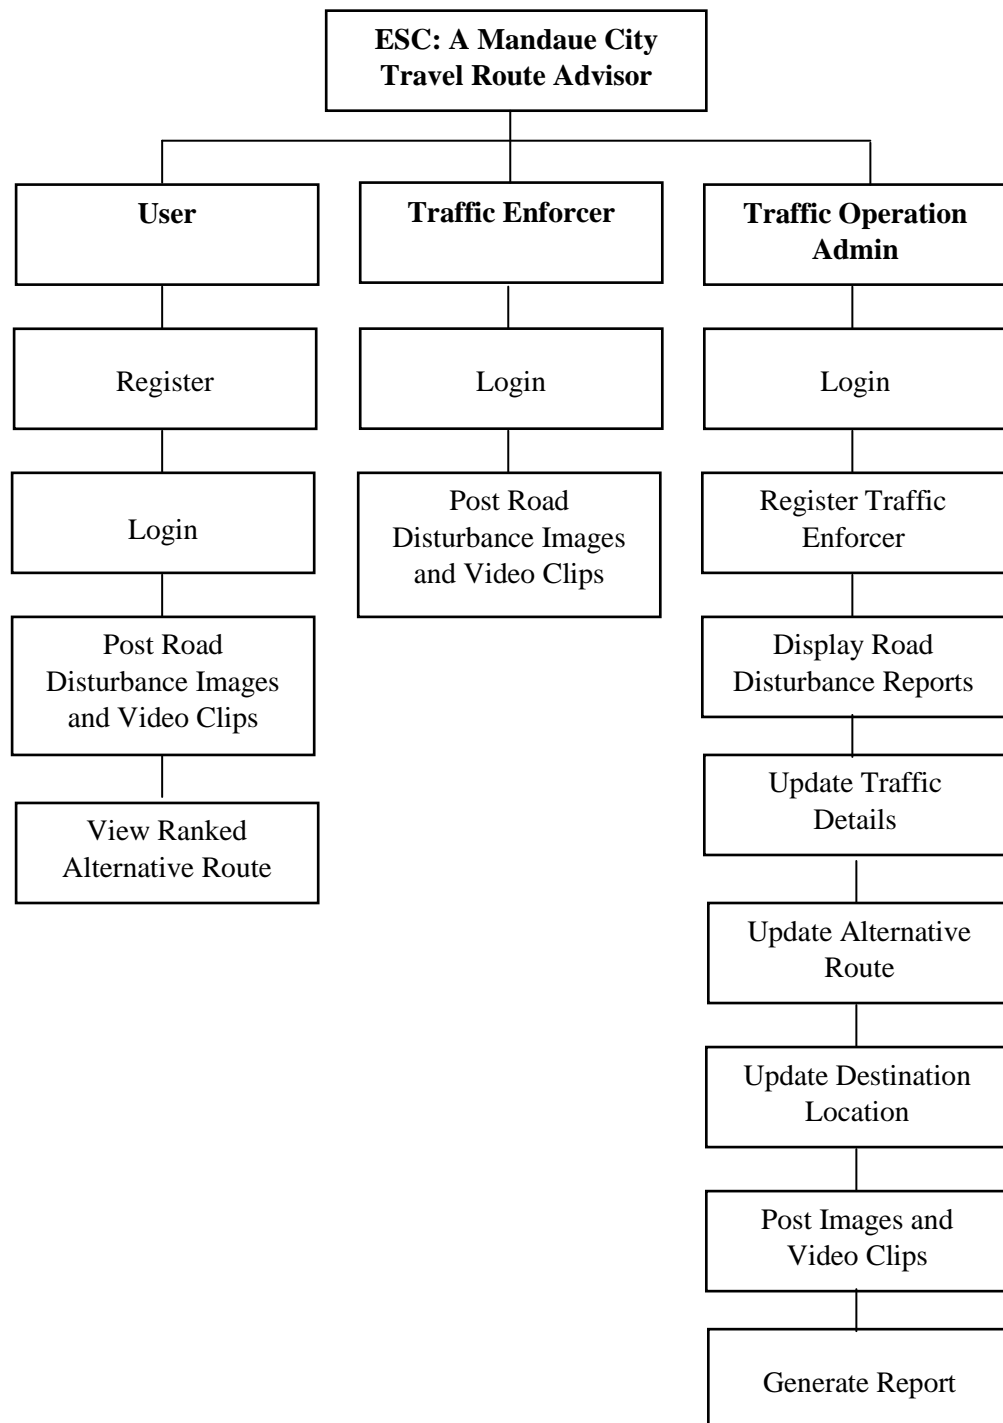 ESC: A Mandaue City
Travel Route Advisor
User
Traffic Enforcer
Traffic Operation
Admin
Register
Login
Login
Login
Post Road
Disturbance Images
and Video Clips
Register Traffic
Enforcer
Post Road
Disturbance Images
and Video Clips
Display Road
Disturbance Reports
View Ranked
Alternative Route
Update Traffic
Details
Update Alternative
Route
Update Destination
Location
Post Images and
Video Clips
Generate Report